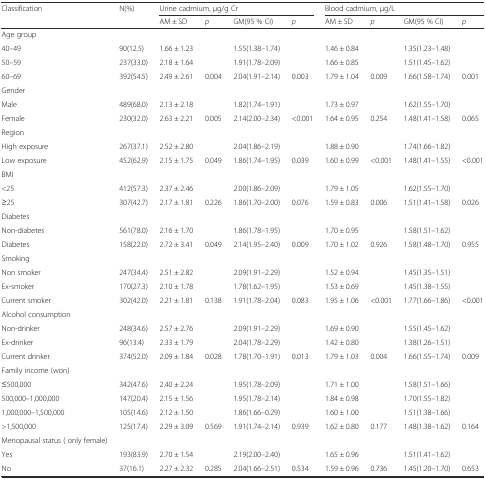 Classification N(%) Urine cadmium, μg/g Cr Blood cadmium, μg/L
AM ± SD p GM(95 % CI) p AM ± SD p GM(95 % CI) p
Age group
40–49 90(12.5) 1.66 ± 1.23 1.55(1.38–1.74) 1.46 ± 0.84 1.35(1.23–1.48)
50–59 237(33.0) 2.18 ± 1.64 1.91(1.78–2.09) 1.66 ± 0.85 1.51(1.45–1.62)
60–69 392(54.5) 2.49 ± 2.61 0.004 2.04(1.91–2.14) 0.003 1.79 ± 1.04 0.009 1.66(1.58–1.74) 0.001
Gender
Male 489(68.0) 2.13 ± 2.18 1.82(1.74–1.91) 1.73 ± 0.97 1.62(1.55–1.70)
Female 230(32.0) 2.63 ± 2.21 0.005 2.14(2.00–2.34) <0.001 1.64 ± 0.95 0.254 1.48(1.41–1.58) 0.065
Region
High exposure 267(37.1) 2.52 ± 2.80 2.04(1.86–2.19) 1.88 ± 0.90 1.74(1.66–1.82)
Low exposure 452(62.9) 2.15 ± 1.75 0.049 1.86(1.74–1.95) 0.039 1.60 ± 0.99 <0.001 1.48(1.41–1.55) <0.001
BMI
<25 412(57.3) 2.37 ± 2.46 2.00(1.86–2.09) 1.79 ± 1.05 1.62(1.55–1.70)
≥25 307(42.7) 2.17 ± 1.81 0.226 1.86(1.70–2.00) 0.076 1.59 ± 0.83 0.006 1.51(1.41–1.58) 0.026
Diabetes
Non-diabetes 561(78.0) 2.16 ± 1.70 1.86(1.78–1.95) 1.70 ± 0.95 1.58(1.51–1.62)
Diabetes 158(22.0) 2.72 ± 3.41 0.049 2.14(1.95–2.40) 0.009 1.70 ± 1.02 0.926 1.58(1.48–1.70) 0.955
Smoking
Non smoker 247(34.4) 2.51 ± 2.82 2.09(1.91–2.29) 1.52 ± 0.94 1.45(1.35–1.51)
Ex-smoker 170(27.3) 2.10 ± 1.78 1.78(1.62–1.95) 1.53 ± 0.69 1.45(1.38–1.55)
Current smoker 302(42.0) 2.21 ± 1.81 0.138 1.91(1.78–2.04) 0.083 1.95 ± 1.06 <0.001 1.77(1.66–1.86) <0.001
Alcohol consumption
Non-drinker 248(34.6) 2.57 ± 2.76 2.09(1.91–2.29) 1.69 ± 0.90 1.55(1.45–1.62)
Ex-drinker 96(13.4) 2.33 ± 1.79 2.04(1.78–2.29) 1.42 ± 0.80 1.38(1.26–1.51)
Current drinker 374(52.0) 2.09 ± 1.84 0.028 1.78(1.70–1.91) 0.013 1.79 ± 1.03 0.004 1.66(1.55–1.74) 0.009
Family income (won)
≤500,000 342(47.6) 2.40 ± 2.24 1.95(1.78–2.09) 1.71 ± 1.00 1.58(1.51–1.66)
500,000–1,000,000 147(20.4) 2.15 ± 1.56 1.95(1.78–2.14) 1.84 ± 0.98 1.70(1.55–1.82)
1,000,000–1,500,000 105(14.6) 2.12 ± 1.50 1.86(1.66–0.29) 1.60 ± 1.00 1.51(1.38–1.66)
>1,500,000 125(17.4) 2.29 ± 3.09 0.569 1.91(1.74–2.14) 0.939 1.62 ± 0.80 0.177 1.48(1.38–1.62) 0.164
Menopausal status ( only female)
Yes 193(83.9) 2.70 ± 1.54 2.19(2.00–2.40) 1.65 ± 0.96 1.51(1.41–1.62)
No 37(16.1) 2.27 ± 2.32 0.285 2.04(1.66–2.51) 0.534 1.59 ± 0.96 0.736 1.45(1.20–1.70) 0.653